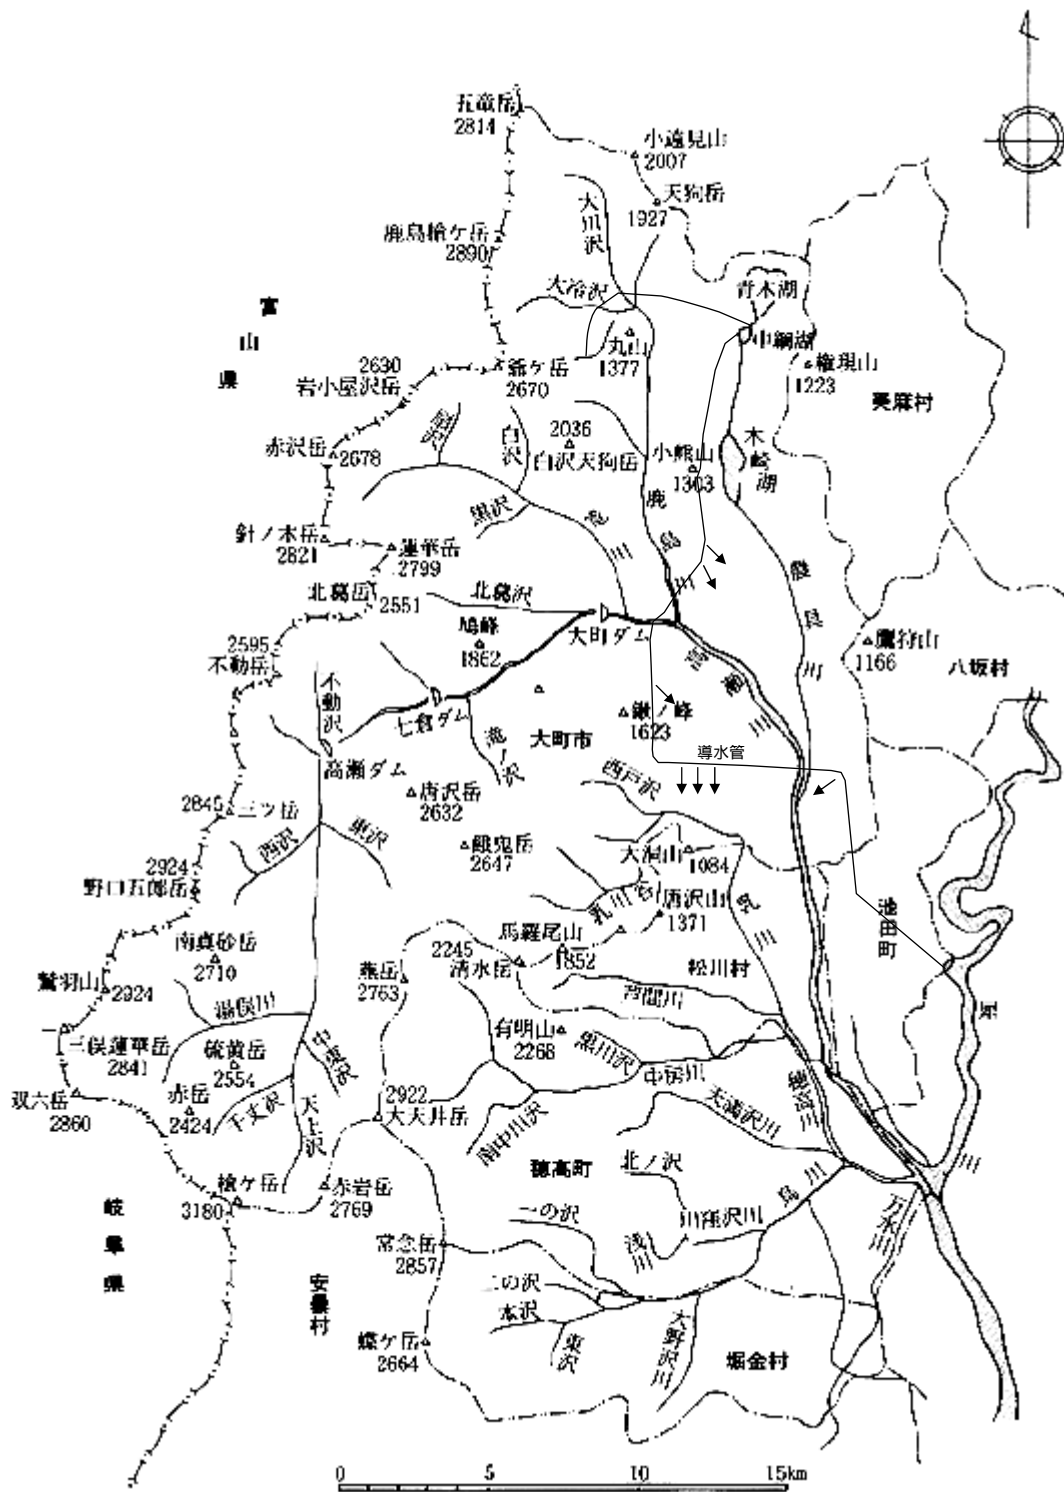 五竜岳
2814
小遠見山
2007
天狗岳
1927
大川沢
鹿島槍ケ岳
2890
大冷沢
青木湖
富山県
丸山
1377
中綱湖
権現山
1223
美麻村
2630
岩小屋沢岳
爺ケ岳
2670
白沢
2036
白沢天狗岳
小熊山
1303
木崎湖
赤沢岳
2678
黒沢
鹿島川
針ノ木岳
2821
蓮華岳
2799
北葛岳
2551
北葛沢
農具川
鳩峰
1862
大町ダム
高瀬川
鷹狩山
1166
八坂村
2595
不動岳
不動沢
七倉ダム
滝ノ沢
大町市
鍬ノ峰
1623
導水管
高瀬ダム
唐沢岳
2632
西戸沢
2845
三ツ岳
西沢
東沢
餓鬼岳
2647
大洞山
1084
2924
野口五郎岳
乳川谷
唐沢山
1371
乳川
池田町
南真砂岳
2710
燕岳
2763
2245
清水岳
馬羅尾山
1852
松川村
鷲羽山
2924
湯俣川
芦間川
犀川
三俣蓮華岳
2841
硫黄岳
2554
中東沢
有明山
2268
黒川沢
中房川
穂高川
双六岳
2860
赤岳
2424
千丈沢
天上沢
2922
大天井岳
南中川沢
天満沢川
穂高町
北ノ沢
烏川
万水川
槍ケ岳
3180
赤岩岳
2769
一の沢
浅川
川窪沢川
岐阜県
常念岳
2857
安曇村
二の沢
本沢
東沢
大野沢川
蝶ケ岳
2664
堀金村
0 5 10 15km